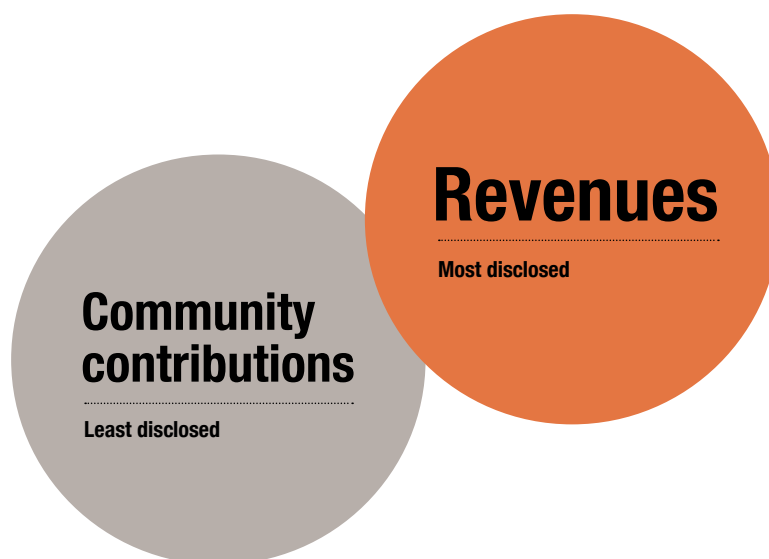 Revenues
Most disclosed
Community
contributions
Least disclosed